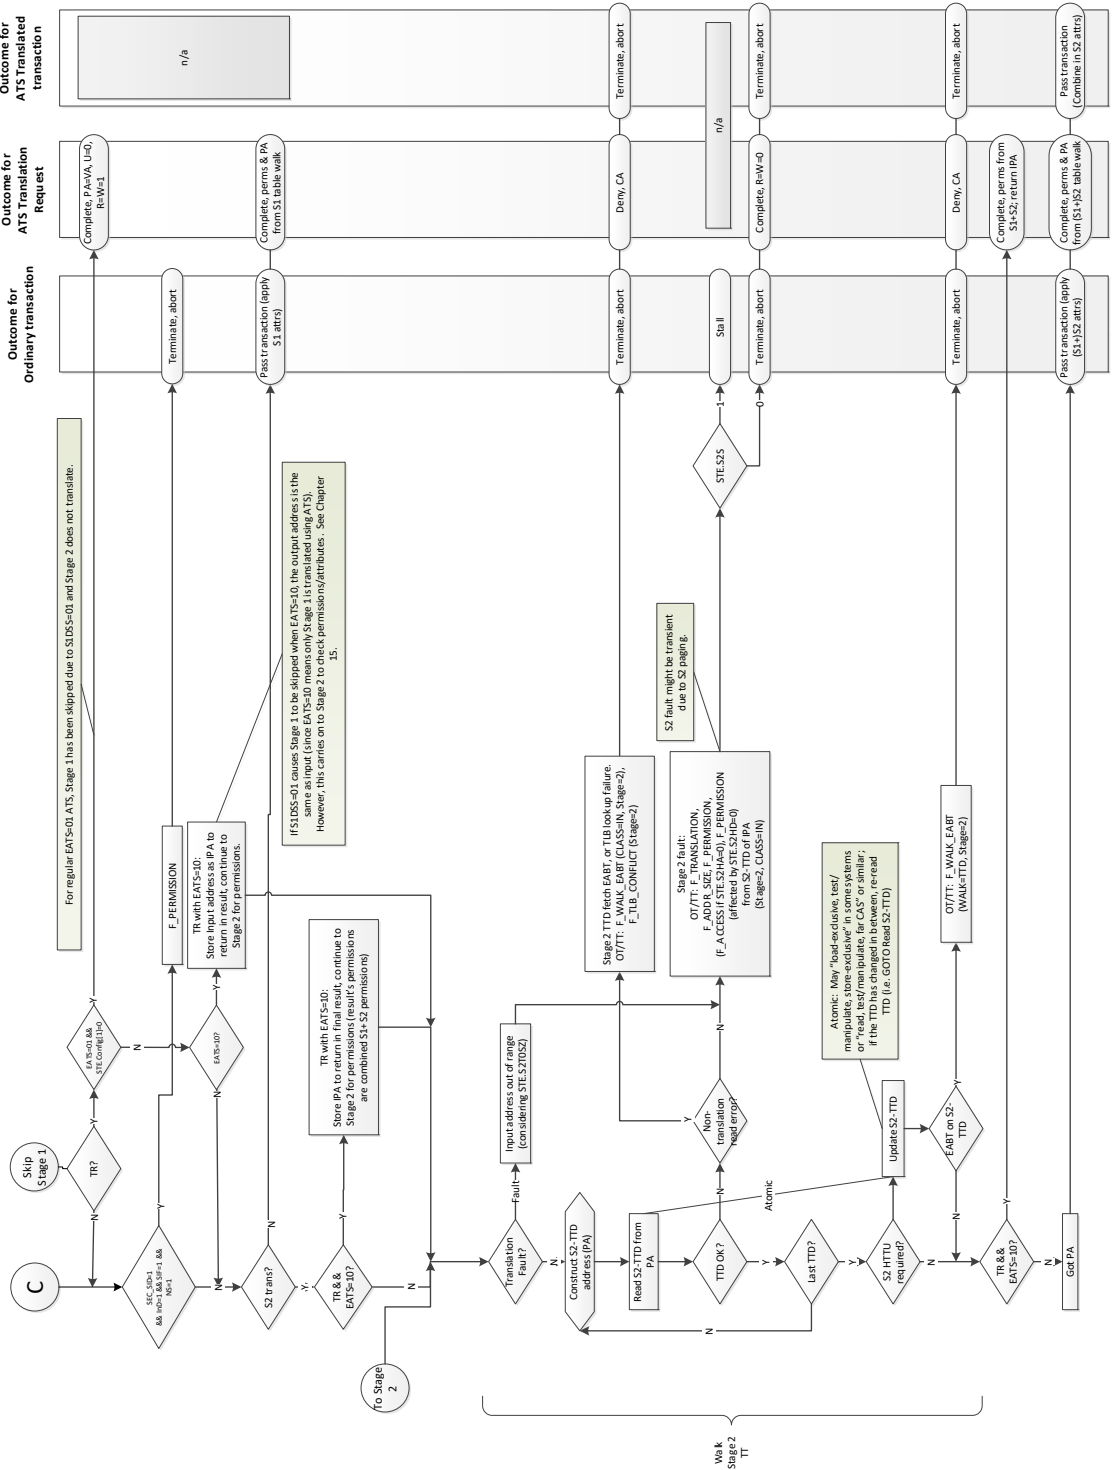 Outcome for
Ordinary transaction
Outcome for
ATS Translation
Request
Outcome for
ATS Translated
transaction
C
Skip
Stage 1
TR?
Y
N
EATS=01 &&
STE.Config[1]=0
Y
N
For regular EATS=01 ATS, Stage 1 has been skipped due to S1DSS=01 and Stage 2 does not translate.
Complete, PA=VA, U=0,
R=W=1
n/a
SEC_SID=1
&& InD=1 && SIF=1 &&
NS=1
Y
N
F_PERMISSION
Terminate, abort
EATS=10?
Y
N
TR with EATS=10:
Store Input address as IPA to
return in result, continue to
Stage 2 for permissions.
If S1DSS=01 causes Stage 1 to be skipped when EATS=10, the output address is the
same as input (since EATS=10 means only Stage 1 is translated using ATS).
However, this carries on to Stage 2 to check permissions/attributes. See Chapter
15.
S2 trans?
N
Y
Pass transaction (apply
S1 attrs)
Complete, perms & PA
from S1 table walk
TR &&
EATS=10?
Y
N
TR with EATS=10:
Store IPA to return in final result, continue to
Stage 2 for permissions (result's permissions
are combined S1+S2 permissions)
To Stage
2
Walk
Stage 2
TT
Translation
Fault?
Fault
N
Input address out of range
(considering STE.S2T0SZ)
Construct S2-TTD
address (PA)
Read S2-TTD from
PA
Atomic
TTD OK?
N
Y
Non-
translation
read error?
Y
N
Stage 2 TTD fetch EABT, or TLB lookup failure.
OT/TT: F_WALK_EABT (CLASS=IN, Stage=2),
F_TLB_CONFLICT (Stage=2)
Terminate, abort
Deny, CA
Terminate, abort
Stage 2 fault:
OT/TT: F_TRANSLATION,
F_ADDR_SIZE, F_PERMISSION,
(F_ACCESS if STE.S2HA=0), F_PERMISSION
(affected by STE.S2HD=0)
from S2-TTD of IPA
(Stage=2, CLASS=IN)
S2 fault might be transient
due to S2 paging.
STE.S2S
1
0
Stall
n/a
Terminate, abort
Complete, R=W=0
Terminate, abort
Last TTD?
N
Y
S2 HTTU
required?
Y
N
Update S2-TTD
Atomic: May "load-exclusive, test/
manipulate, store-exclusive" in some systems
or "read, test/manipulate, far CAS" or similar;
if the TTD has changed in between, re-read
TTD (i.e. GOTO Read S2-TTD)
EABT on S2-
TTD
Y
N
OT/TT: F_WALK_EABT
(WALK=TTD, Stage=2)
Terminate, abort
Deny, CA
Terminate, abort
TR &&
EATS=10?
Y
N
Complete, perms from
S1+S2; return IPA
Got PA
Pass transaction (apply
(S1+)S2 attrs)
Complete, perms & PA
from (S1+)S2 table walk
Pass transaction
(Combine in S2 attrs)